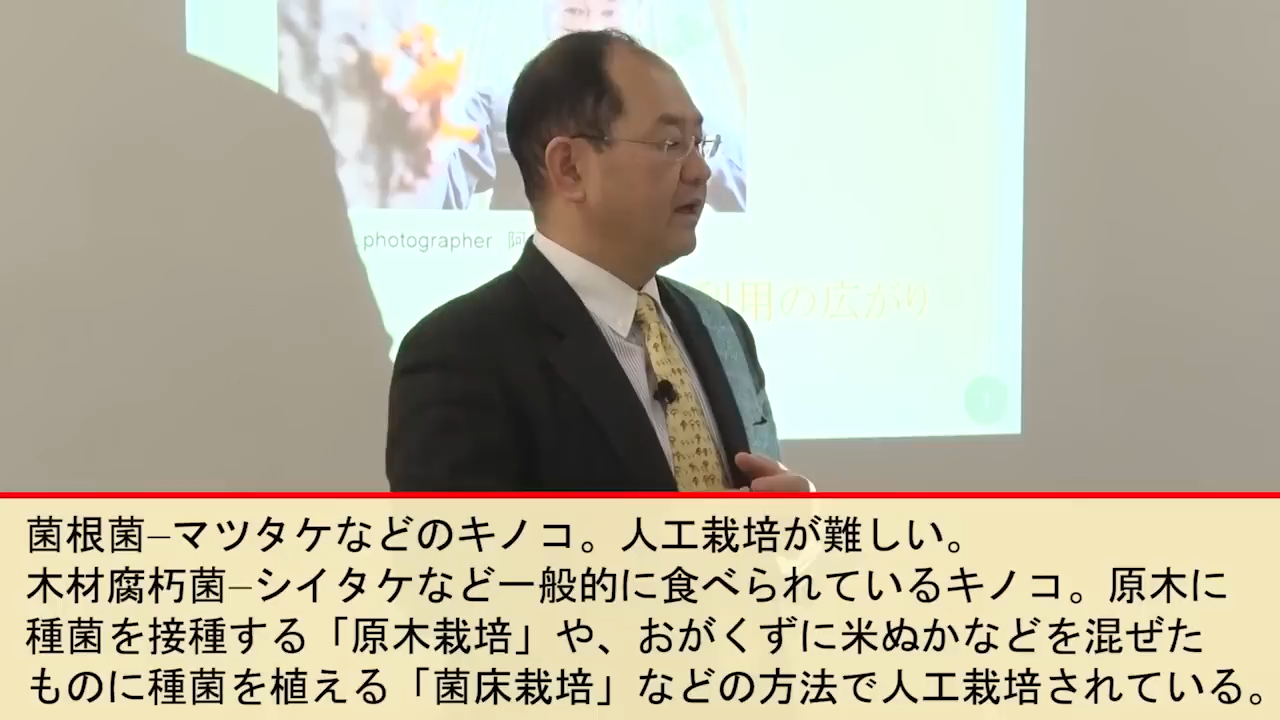 photographer 阿
利用の広がり
菌根菌–マツタケなどのキノコ。人工栽培が難しい。
木材腐朽菌–シイタケなど一般的に食べられているキノコ。原木に
種菌を接種する「原木栽培」や、おがくずに米ぬかなどを混ぜた
ものに種菌を植える「菌床栽培」などの方法で人工栽培されている。